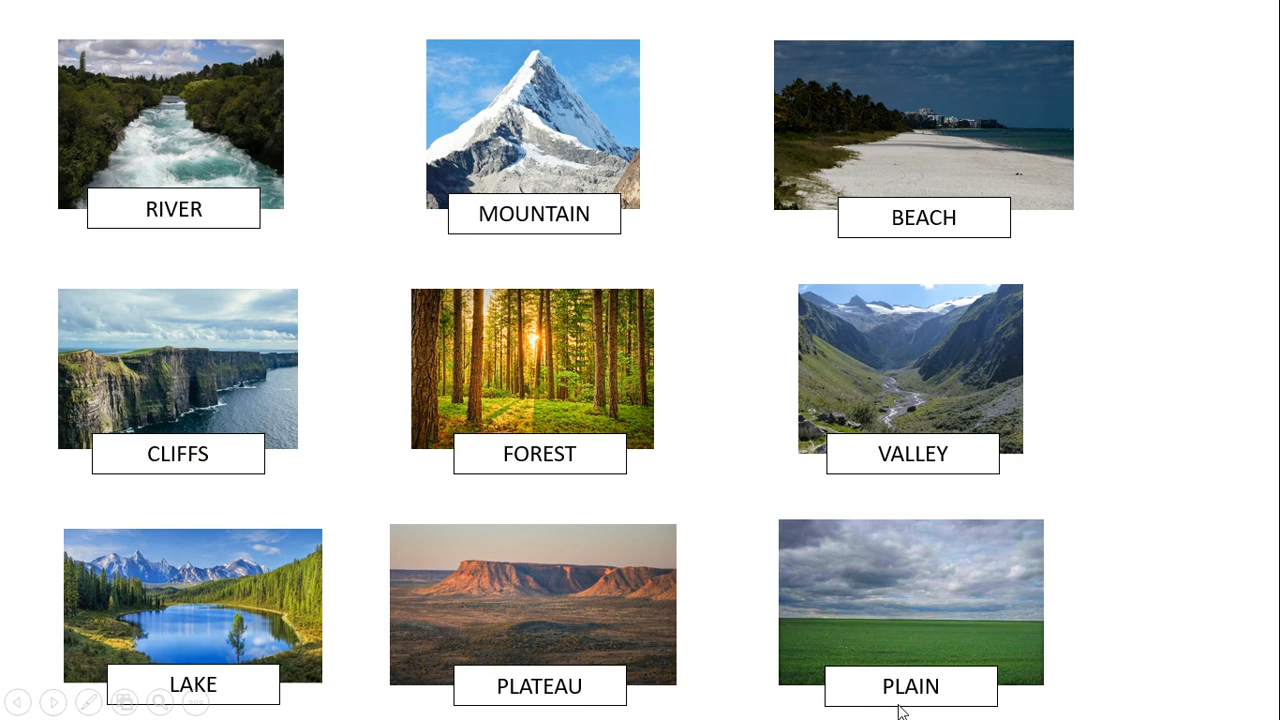 RIVER
MOUNTAIN
BEACH
CLIFFS
FOREST
VALLEY
LAKE
PLATEAU
PLAIN